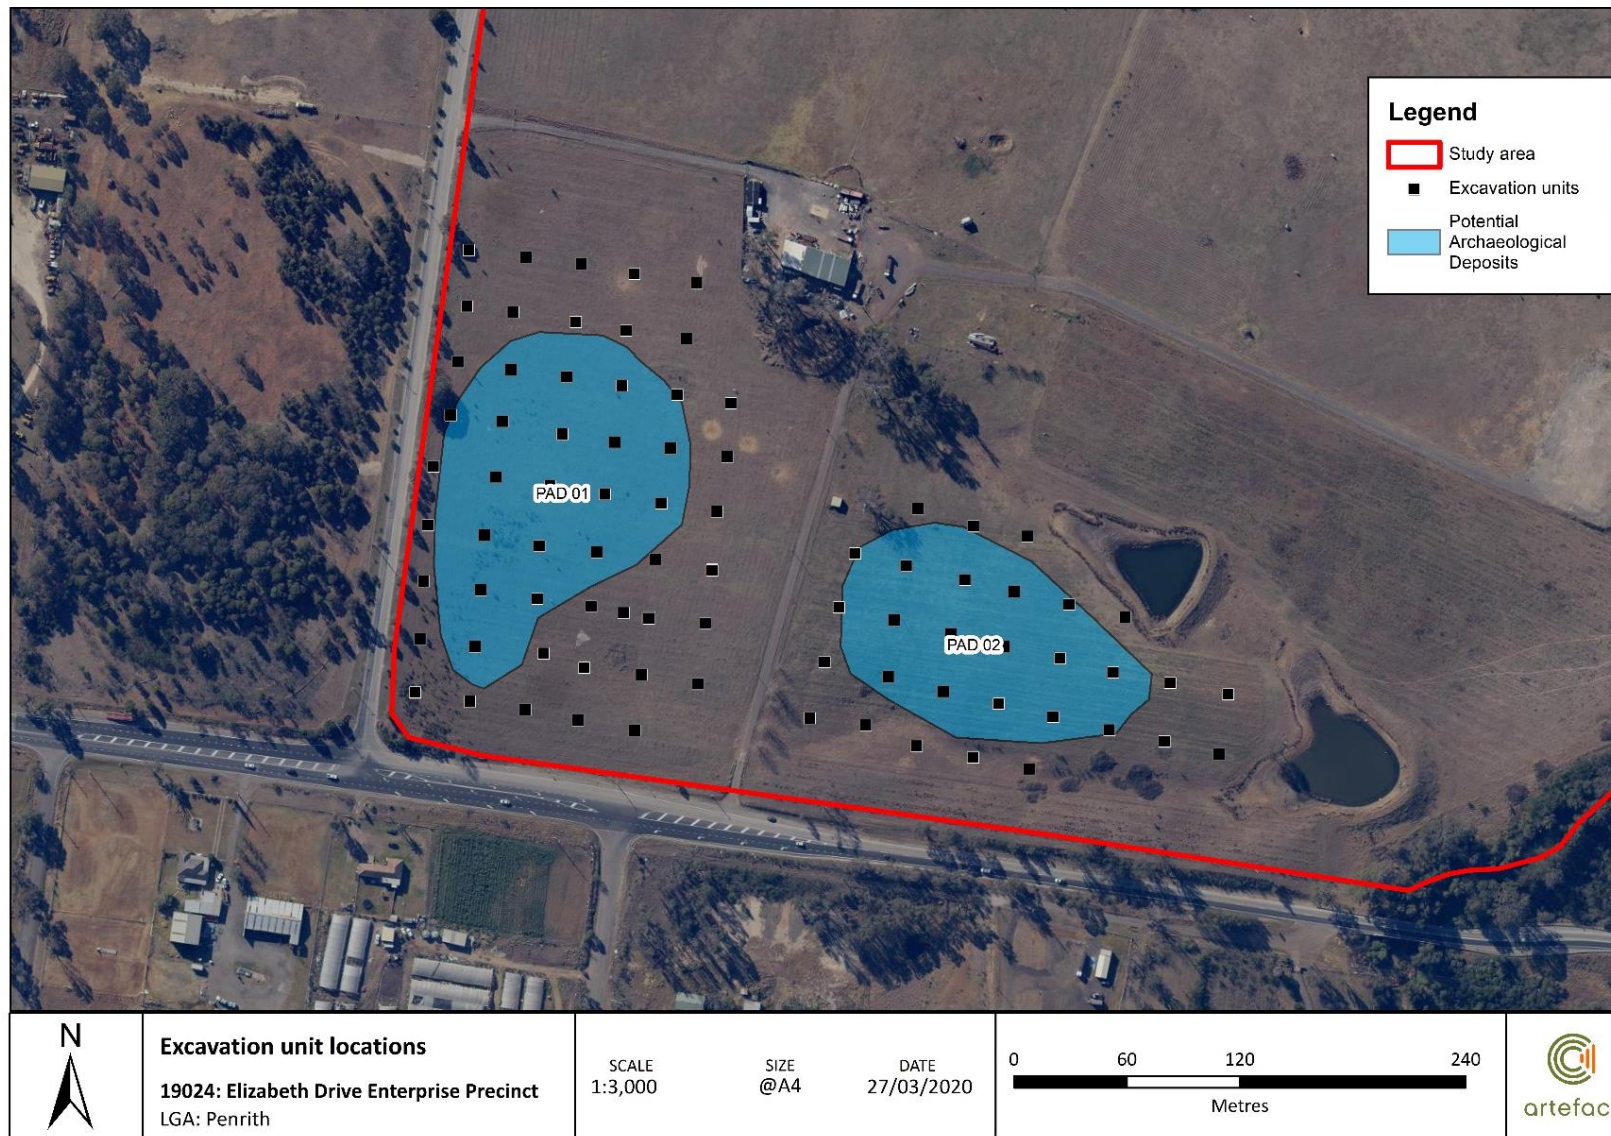 Legend
Study area
Excavation units
Potential
Archaeological
Deposits
PAD 01
PAD 02
N
Excavation unit locations
19024: Elizabeth Drive Enterprise Precinct
LGA: Penrith
SCALE
1:3,000
SIZE
@A4
DATE
27/03/2020
0 60 120 240
Metres
artefac